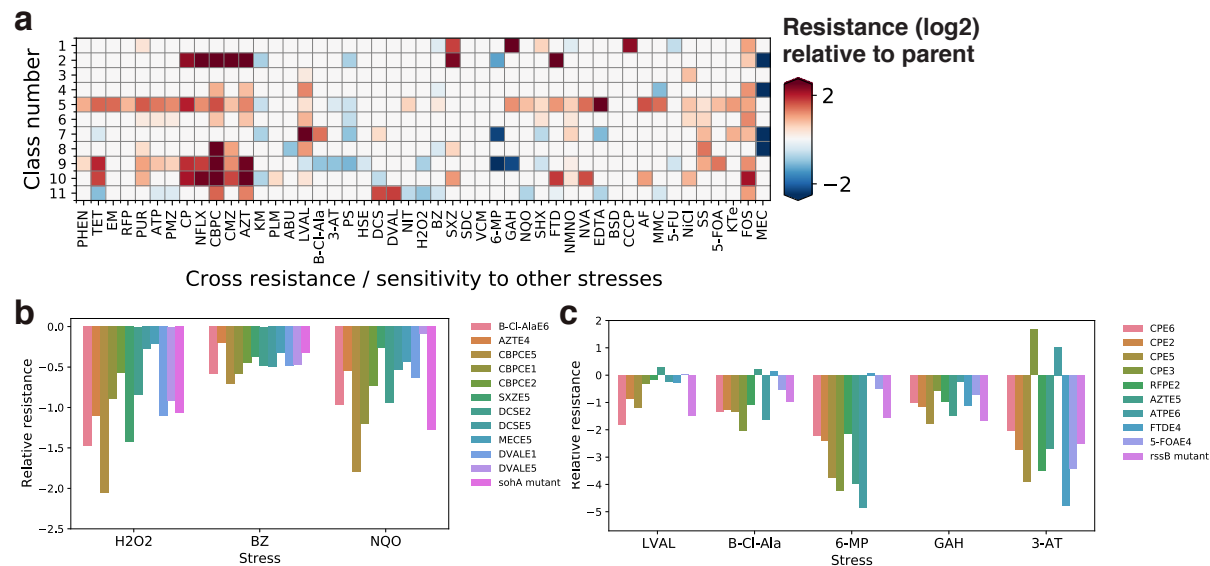 a
Resistance (log2)
relative to parent
Class number
1
2
3
4
5
6
7
8
9
10
11
2
−2
PHEN
TET
EM
RFP
PUR
ATP
PMZ
CP
NFLX
CBPC
CMZ
AZT
KM
PLM
ABU
LVAL
B-Cl-Ala
3-AT
PS
HSE
DCS
DVAL
NIT
H2O2
BZ
SXZ
SDC
VCM
6-MP
GAH
NQO
SHX
FTD
NMNO
NVA
EDTA
BSD
CCCP
AF
MMC
5-FU
NiCl
SS
5-FOA
KTe
FOS
MEC
Cross resistance / sensitivity to other stresses
b
Relative resistance
0.0
−0.5
−1.0
−1.5
−2.0
−2.5
H2O2
BZ
NQO
Stress
B-Cl-AlaE6
AZTE4
CBPCE5
CBPCE1
CBPCE2
SXZE5
DCSE2
DCSE5
MECE5
DVALE1
DVALE5
sohA mutant
c
Relative resistance
2
1
0
−1
−2
−3
−4
−5
LVAL
B-Cl-Ala
6-MP
GAH
3-AT
Stress
CPE6
CPE2
CPE5
CPE3
RFPE2
AZTE5
ATPE6
FTDE4
5-FOAE4
rssB mutant